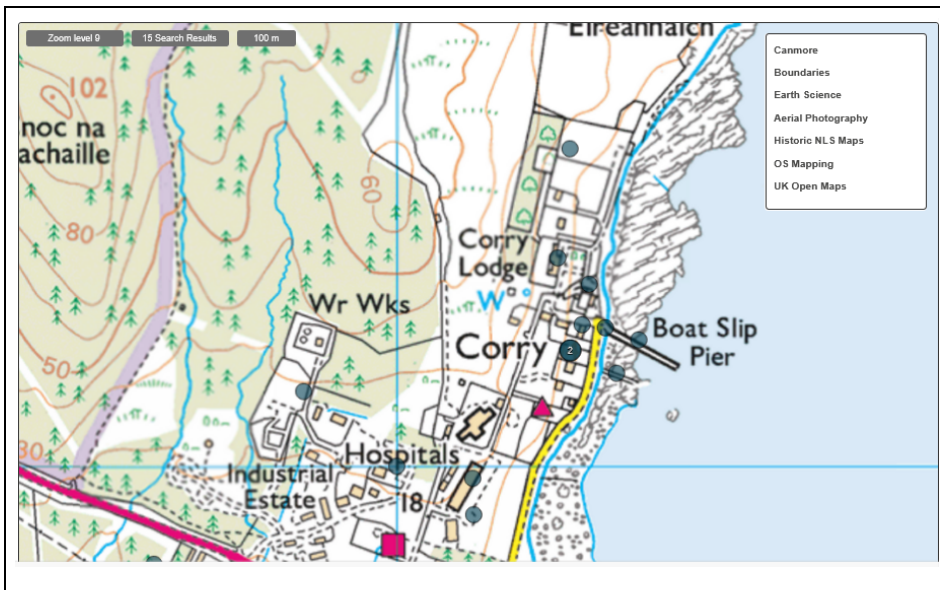 Zoom level 9
15 Search Results
100 m
Eireannaich
Canmore
Boundaries
Earth Science
Aerial Photography
Historic NLS Maps
OS Mapping
UK Open Maps
102
noc na
achaille
60
80
Corry
Lodge
W
Wr Wks
Boat Slip
Pier
Corry
2
50
30
Hospitals
Industrial
Estate
18